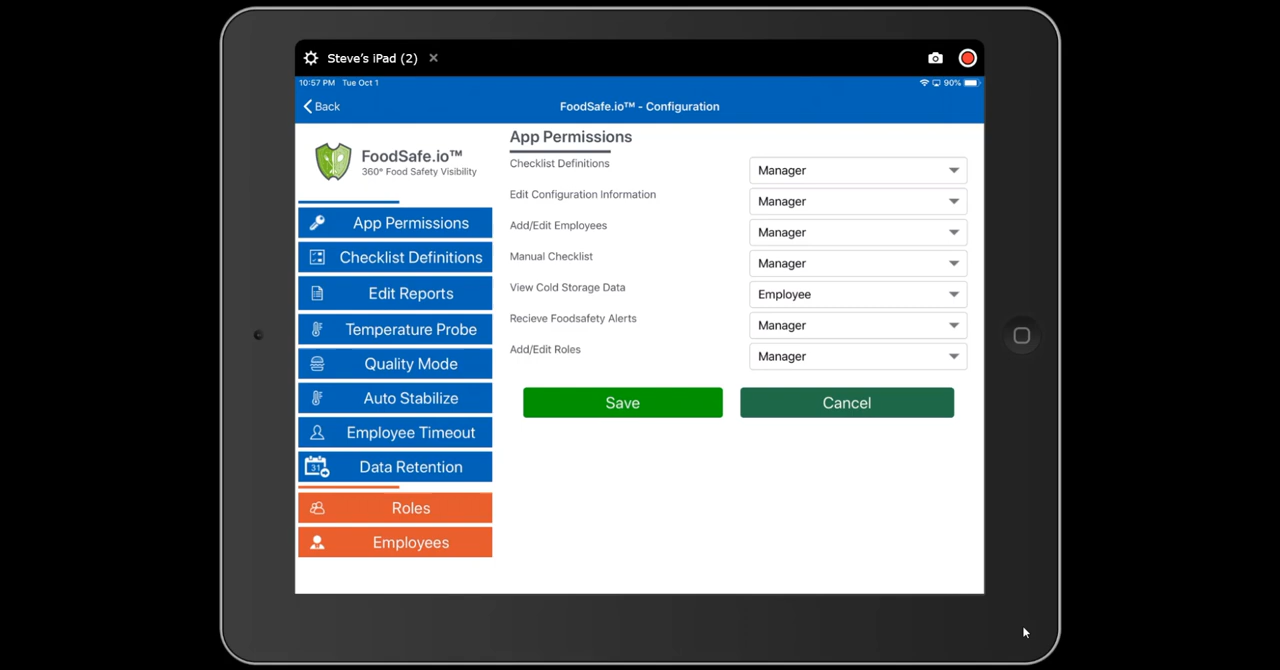 Steve's iPad (2)
10:57 PM Tue Oct 1
90%
Back
FoodSafe.io™ - Configuration
FoodSafe.io™
360° Food Safety Visibility
App Permissions
Checklist Definitions
Edit Reports
Temperature Probe
Quality Mode
Auto Stabilize
Employee Timeout
31
Data Retention
Roles
Employees
App Permissions
Checklist Definitions Manager
Edit Configuration Information Manager
Add/Edit Employees Manager
Manual Checklist Manager
View Cold Storage Data Employee
Recieve Foodsafety Alerts Manager
Add/Edit Roles Manager
Save Cancel